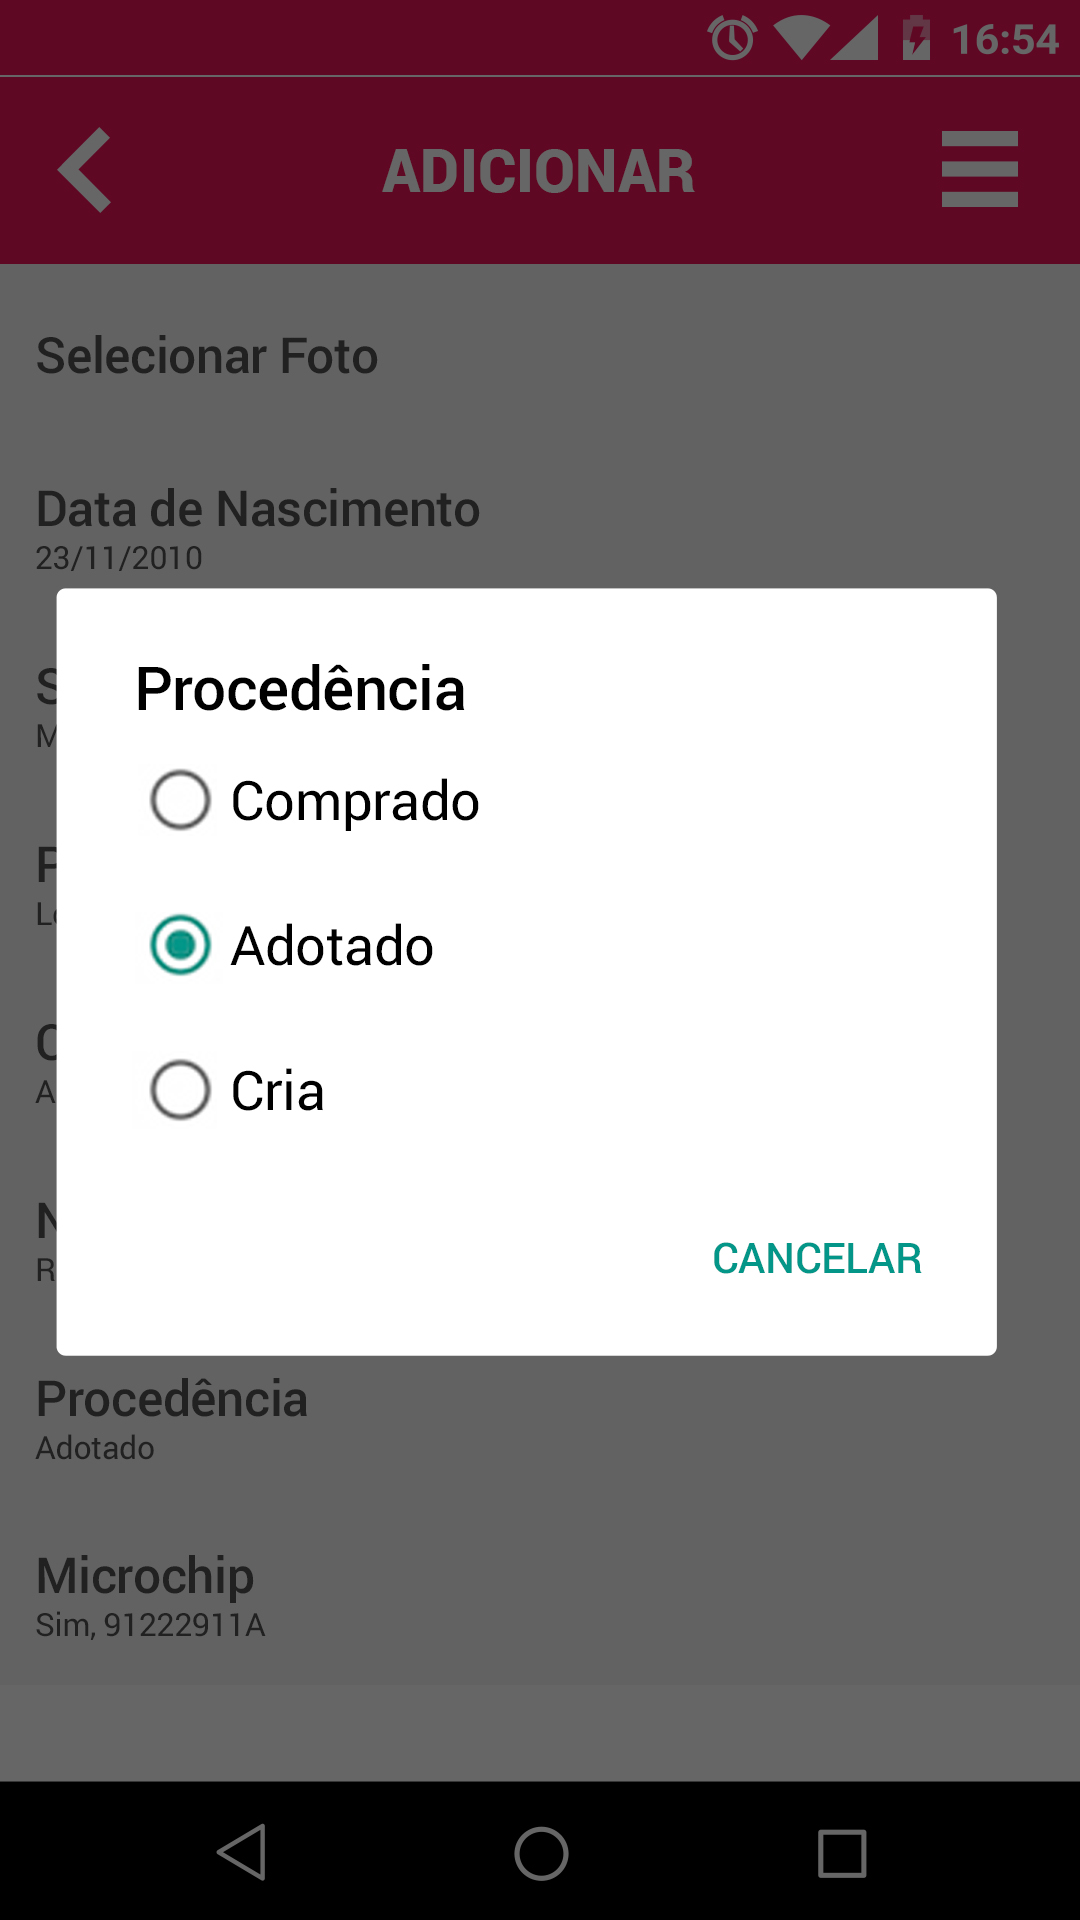 16:54
ADICIONAR
Selecionar Foto
Data de Nascimento
23/11/2010
Procedência
Comprado
Adotado
Cria
CANCELAR
Procedência
Adotado
Microchip
Sim, 91222911A